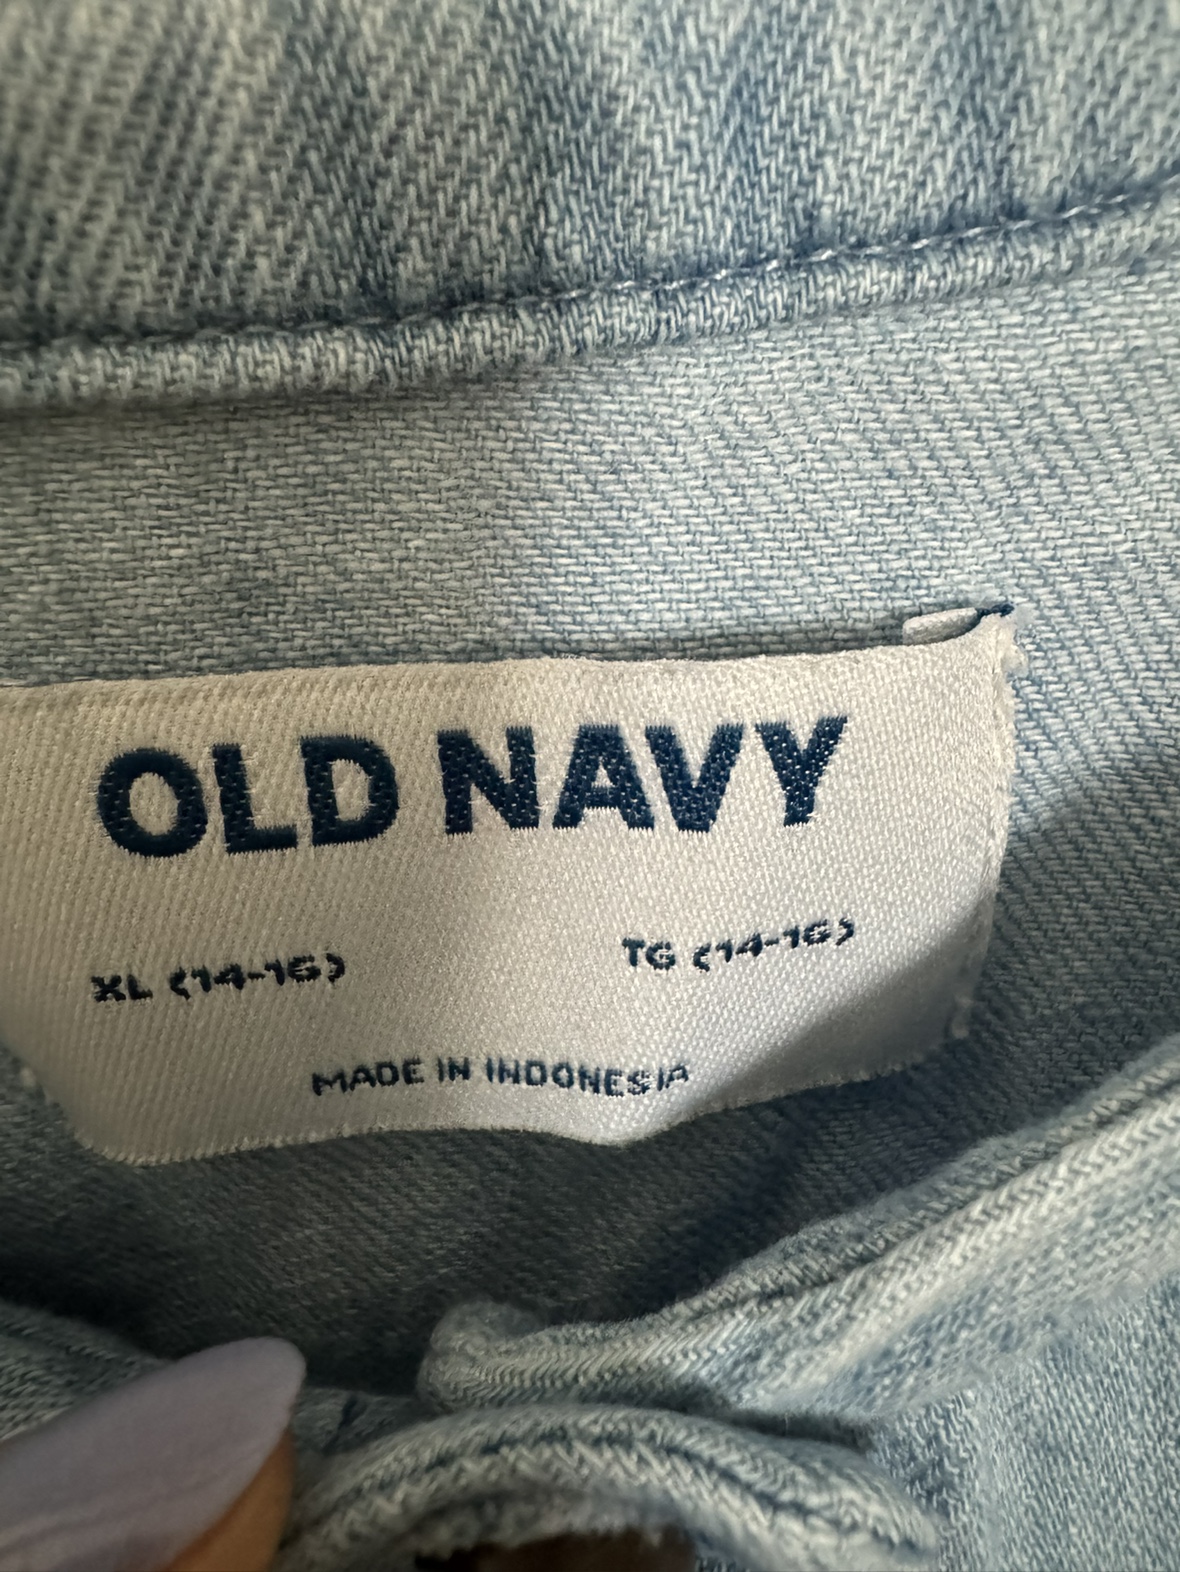 OLD NAVY
XL (14-16) TG (14-16)
MADE IN INDONESIA